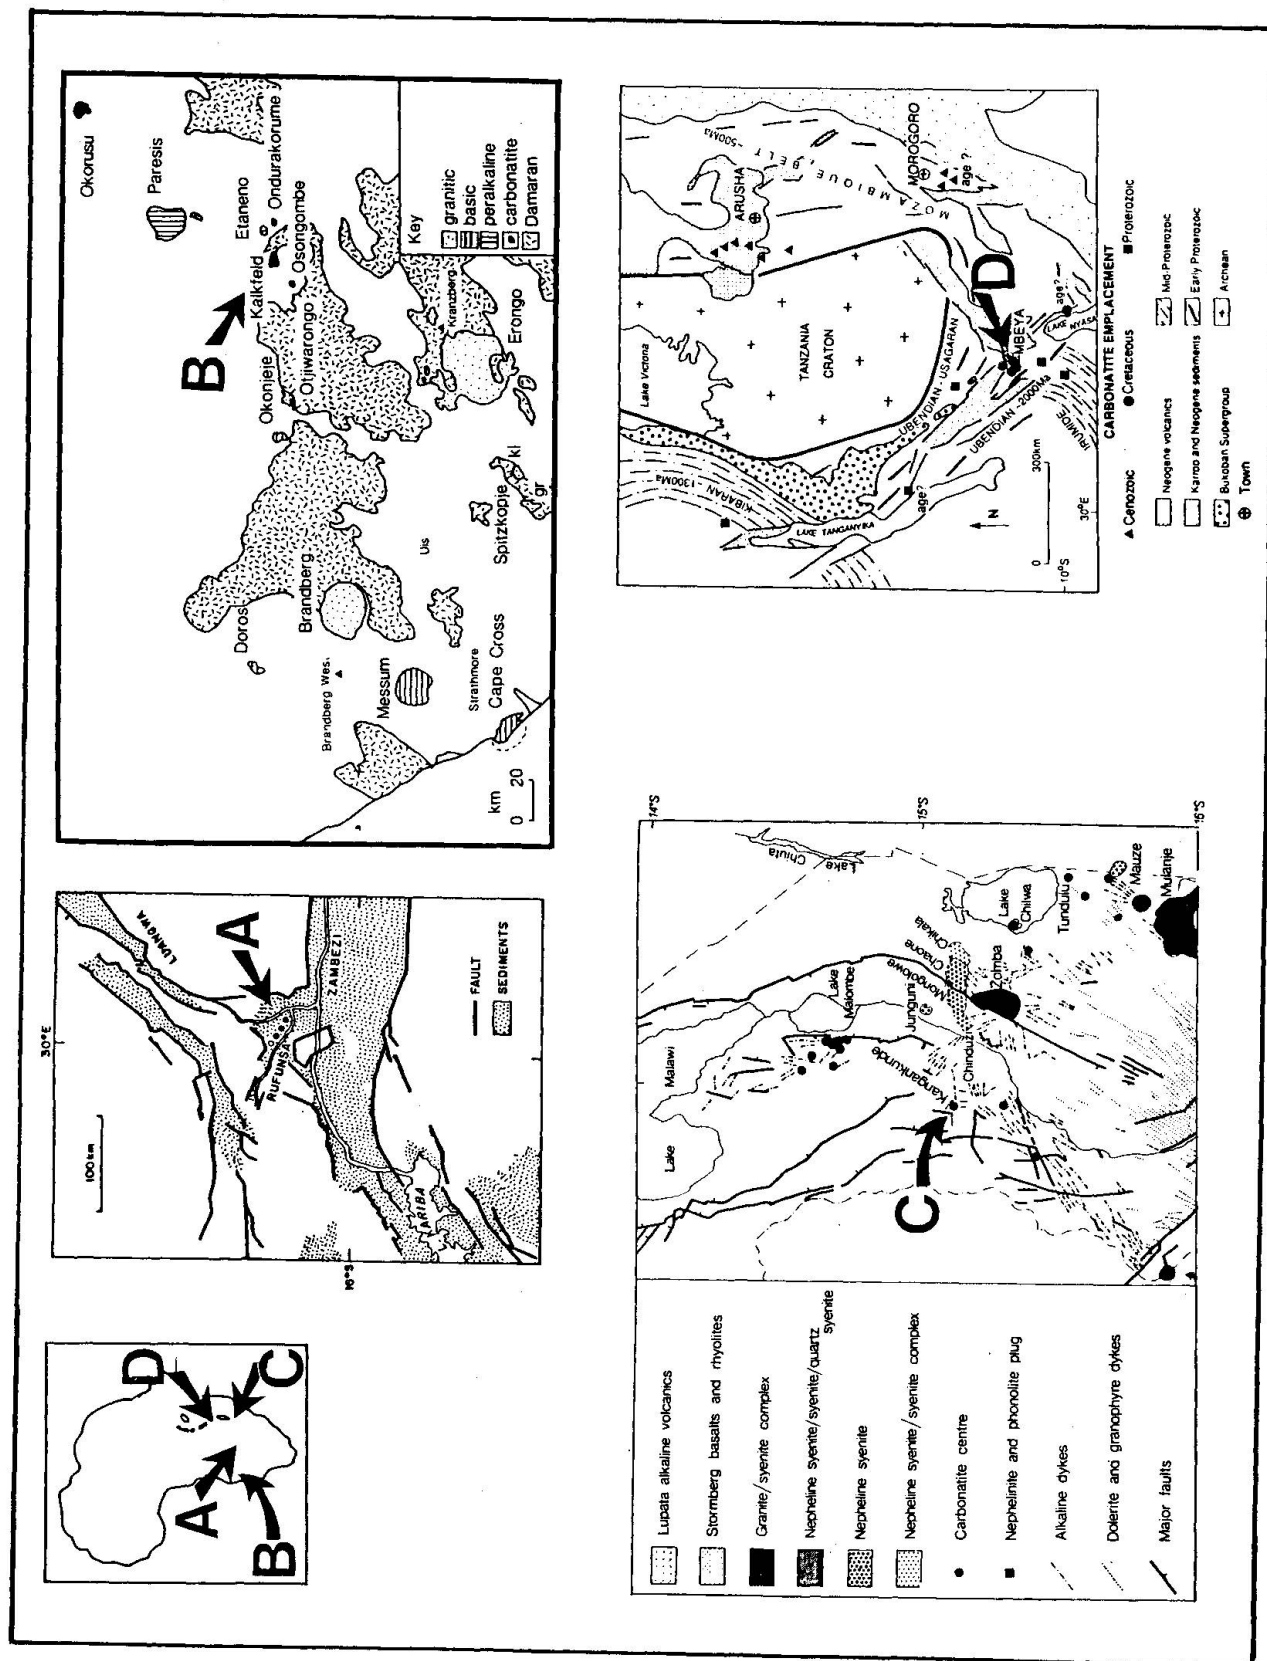 D
A
C
B
30°E
LUANGWA
A
RUFUNSA
ZAMBEZI
100 km
16°S
ARIBA
FAULT
SEDIMENTS
Okorusu
Paresis
B
Etaneno
Ondurakorume
Kalkfeld
Osongombe
Okonjeje
Otjiwarongo
Doros
Brandberg
Brandberg Wes.
Messum
Uis
Strathmore
Cape Cross
Spitzkopje
kl
gr
Kranzberg
Erongo
km
0 20
Key
granitic
basic
peralkaline
carbonatite
Damaran
Lupata alkaline volcanics
Stormberg basalts and rhyolites
Granite/syenite complex
Nepheline syenite/syenite/quartz
syenite
Nepheline syenite
Nepheline syenite/syenite complex
Carbonatite centre
Nephelinite and phonolite plug
Alkaline dykes
Dolerite and granophyre dykes
Major faults
14°S
Lake
Malawi
Lake
Chiuta
Lake
Malombe
Kangankunde
Junguni
Mongolowe
Chaone
Chikala
Chinduzi
C
15°S
Lake
Chilwa
Zomba
Tundulu
Mauze
Mulanje
16°S
Lake Victoria
ARUSHA
MOZAMBIQUE BELT ~500Ma
MOROGORO
age ?
TANZANIA
CRATON
KIBARAN ~1300Ma
UBENDIAN-USAGARAN
D
MBEYA
LAKE TANGANYIKA
age?
UBENDIAN ~2000Ma
LAKE NYASA
age?
IRUMIDE
N
0 300km
30°E
10°S
CARBONATITE EMPLACEMENT
Cenozoic
Cretaceous
Proterozoic
Neogene volcanics
Mid-Proterozoic
Karroo and Neogene sediments
Early Proterozoic
Bukoban Supergroup
Archean
Town